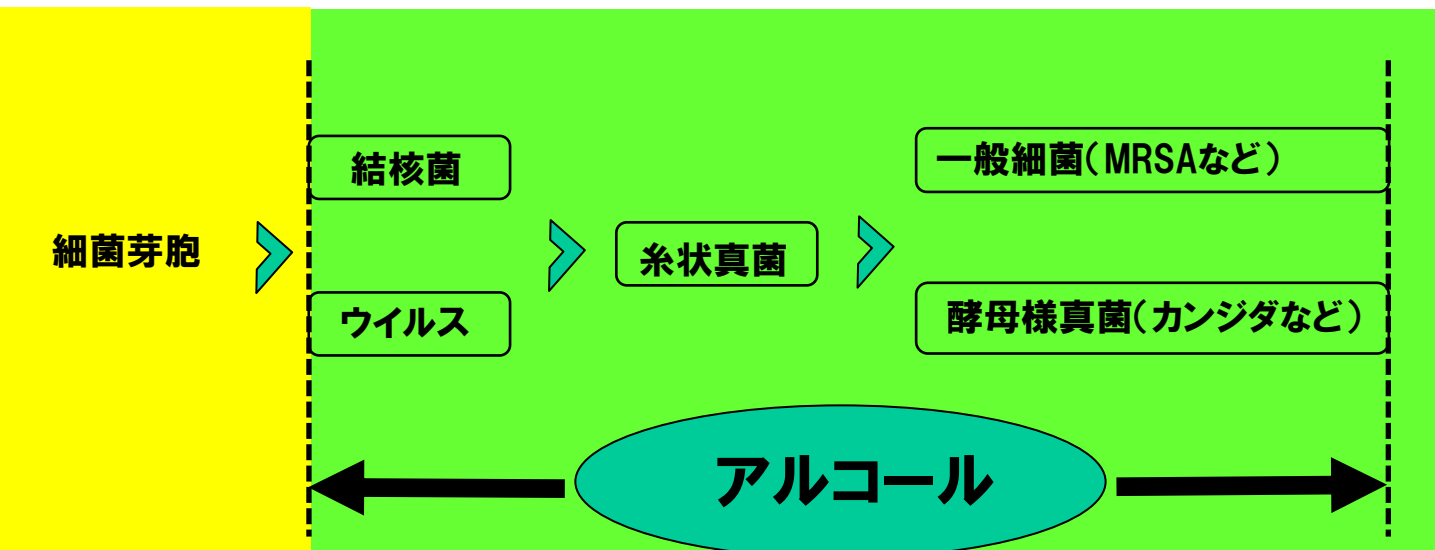 結核菌
一般細菌(MRSAなど)
細菌芽胞
糸状真菌
ウイルス
酵母様真菌(カンジダなど)
アルコール